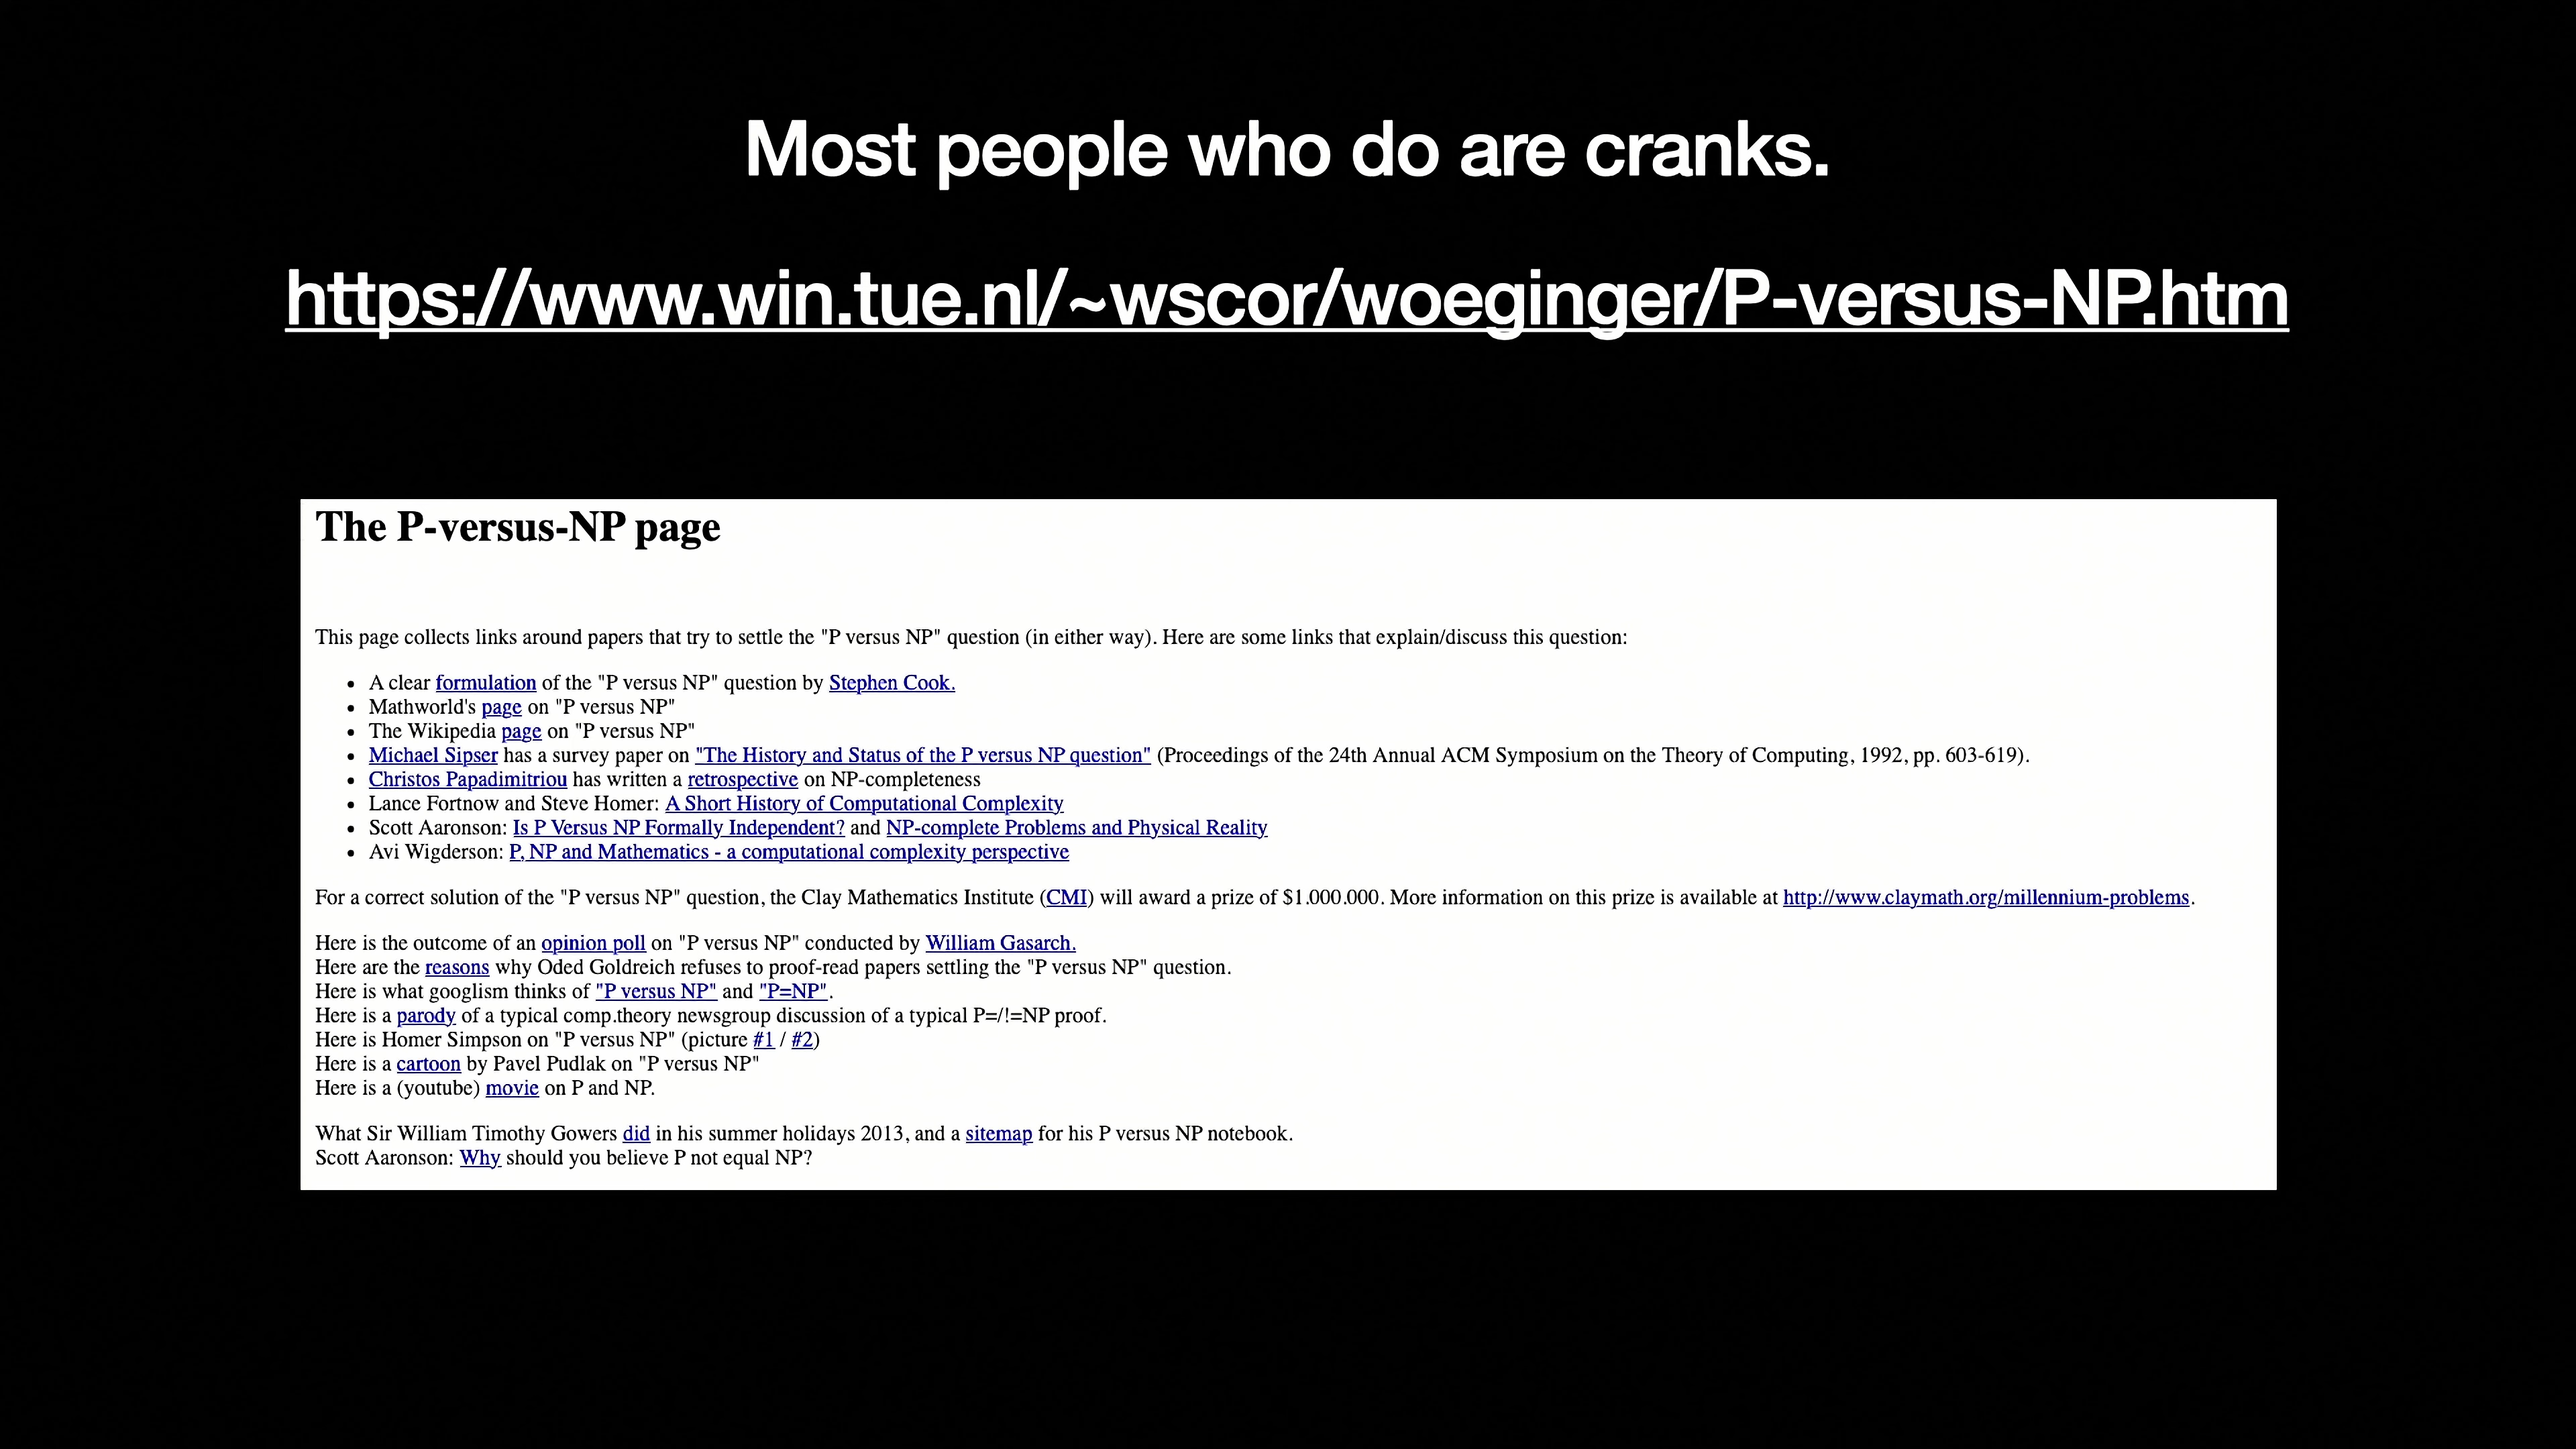 Most people who do are cranks.
https://www.win.tue.nl/~wscor/woeginger/P-versus-NP.htm
The P-versus-NP page
This page collects links around papers that try to settle the "P versus NP" question (in either way). Here are some links that explain/discuss this question:
• A clear formulation of the "P versus NP" question by Stephen Cook.
• Mathworld's page on "P versus NP"
• The Wikipedia page on "P versus NP"
• Michael Sipser has a survey paper on "The History and Status of the P versus NP question" (Proceedings of the 24th Annual ACM Symposium on the Theory of Computing, 1992, pp. 603-619).
• Christos Papadimitriou has written a retrospective on NP-completeness
• Lance Fortnow and Steve Homer: A Short History of Computational Complexity
• Scott Aaronson: Is P Versus NP Formally Independent? and NP-complete Problems and Physical Reality
• Avi Wigderson: P, NP and Mathematics - a computational complexity perspective
For a correct solution of the "P versus NP" question, the Clay Mathematics Institute (CMI) will award a prize of $1.000.000. More information on this prize is available at http://www.claymath.org/millennium-problems.
Here is the outcome of an opinion poll on "P versus NP" conducted by William Gasarch.
Here are the reasons why Oded Goldreich refuses to proof-read papers settling the "P versus NP" question.
Here is what googlism thinks of "P versus NP" and "P=NP".
Here is a parody of a typical comp.theory newsgroup discussion of a typical P=/!=NP proof.
Here is Homer Simpson on "P versus NP" (picture #1 / #2)
Here is a cartoon by Pavel Pudlak on "P versus NP"
Here is a (youtube) movie on P and NP.
What Sir William Timothy Gowers did in his summer holidays 2013, and a sitemap for his P versus NP notebook.
Scott Aaronson: Why should you believe P not equal NP?